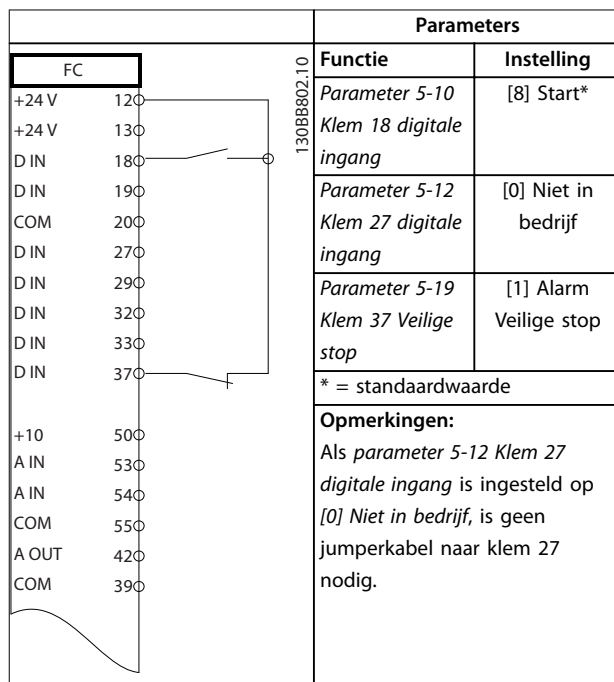 FC
+24 V 12
+24 V 13
D IN 18
D IN 19
COM 20
D IN 27
D IN 29
D IN 32
D IN 33
D IN 37
+10 50
A IN 53
A IN 54
COM 55
A OUT 42
COM 39
130BB802.10
Parameters
Functie Instelling
Parameter 5-10 [8] Start*
Klem 18 digitale
ingang
Parameter 5-12 [0] Niet in
Klem 27 digitale bedrijf
ingang
Parameter 5-19 [1] Alarm
Klem 37 Veilige Veilige stop
stop
* = standaardwaarde
Opmerkingen:
Als parameter 5-12 Klem 27
digitale ingang is ingesteld op
[0] Niet in bedrijf, is geen
jumperkabel naar klem 27
nodig.